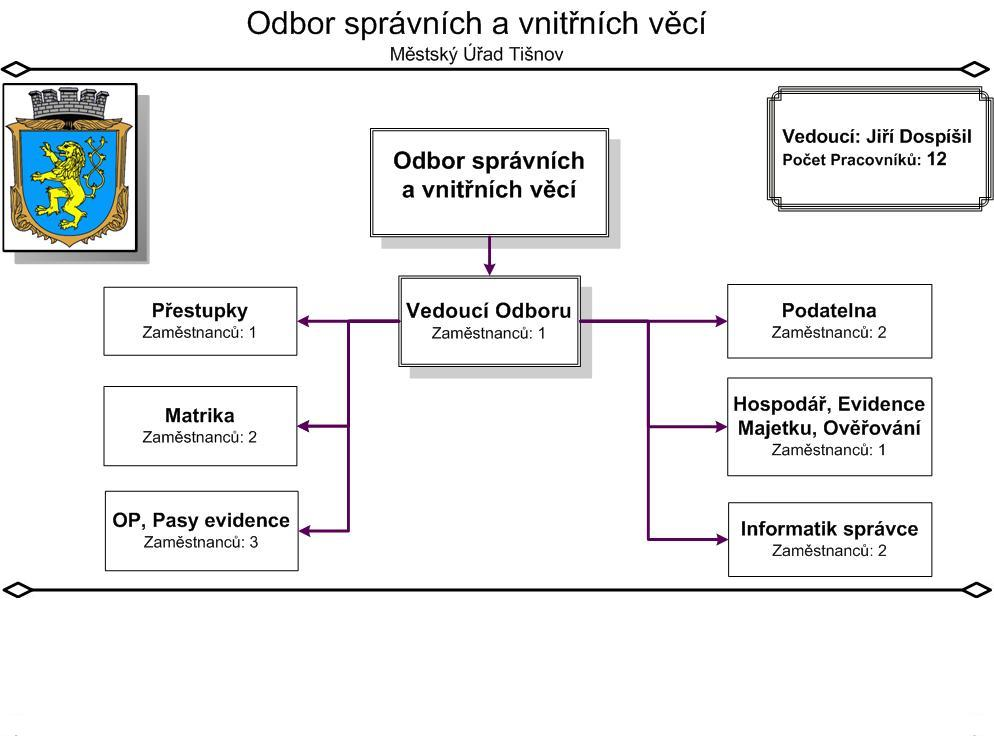 Odbor správních a vnitřních věcí
Městský Úřad Tišnov
Vedoucí: Jiří Dospíšil
Počet Pracovníků: 12
Odbor správních
a vnitřních věcí
Vedoucí Odboru
Zaměstnanců: 1
Přestupky
Zaměstnanců: 1
Matrika
Zaměstnanců: 2
OP, Pasy evidence
Zaměstnanců: 3
Podatelna
Zaměstnanců: 2
Hospodář, Evidence
Majetku, Ověřování
Zaměstnanců: 1
Informatik správce
Zaměstnanců: 2